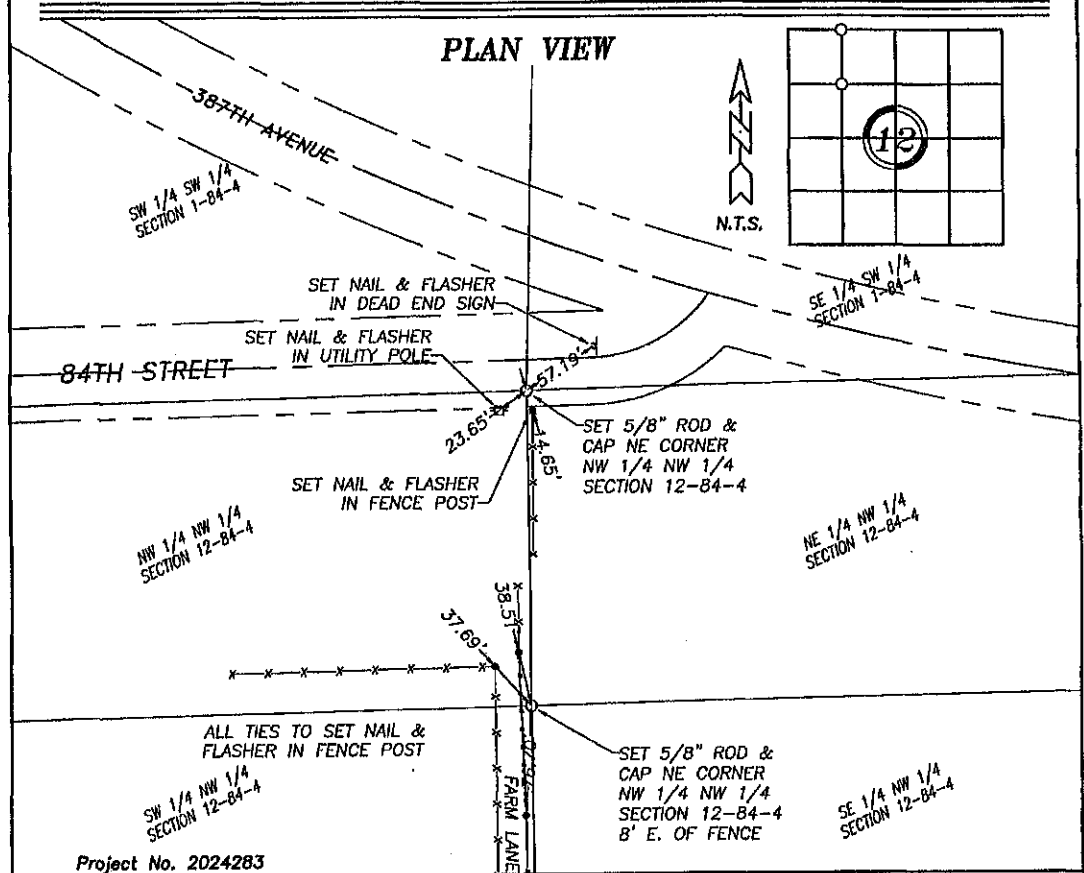 PLAN VIEW
12
N
N.T.S.
387TH AVENUE
SW 1/4 SW 1/4
SECTION 1-84-4
SE 1/4 SW 1/4
SECTION 1-84-4
SET NAIL & FLASHER
IN DEAD END SIGN
SET NAIL & FLASHER
IN UTILITY POLE
84TH STREET
57.19'
23.65'
14.65'
SET 5/8" ROD &
CAP NE CORNER
NW 1/4 NW 1/4
SECTION 12-84-4
SET NAIL & FLASHER
IN FENCE POST
NW 1/4 NW 1/4
SECTION 12-84-4
NE 1/4 NW 1/4
SECTION 12-84-4
38.51'
37.69'
ALL TIES TO SET NAIL &
FLASHER IN FENCE POST
SET 5/8" ROD &
CAP NE CORNER
NW 1/4 NW 1/4
SECTION 12-84-4
8' E. OF FENCE
FARM LANE
SW 1/4 NW 1/4
SECTION 12-84-4
SE 1/4 NW 1/4
SECTION 12-84-4
Project No. 2024283